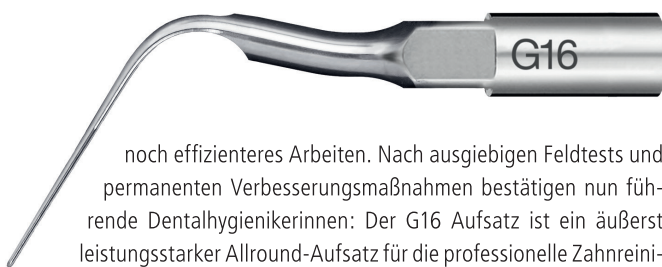 G16
noch effizienteres Arbeiten. Nach ausgiebigen Feldtests und
permanenten Verbesserungsmaßnahmen bestätigen nun füh-
rende Dentalhygienikerinnen: Der G16 Aufsatz ist ein äußerst
leistungsstarker Allround-Aufsatz für die professionelle Zahnreini-